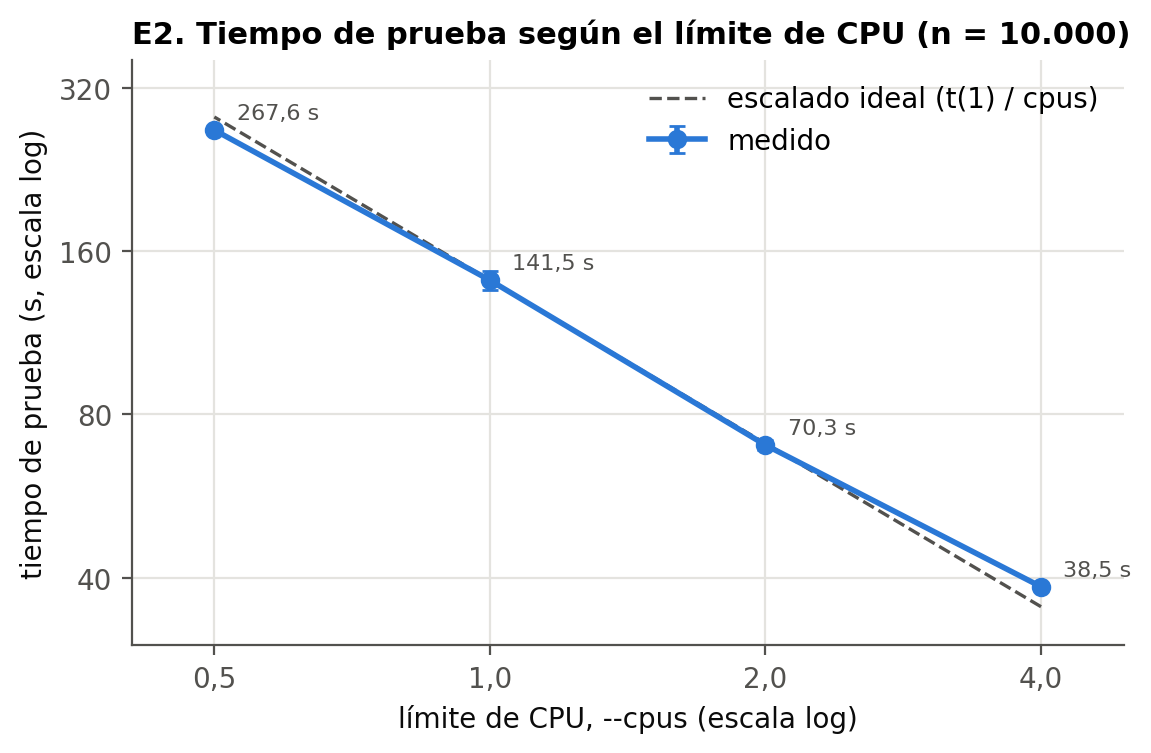 E2. Tiempo de prueba según el límite de CPU (n = 10.000)
escalado ideal (t(1) / cpus)
medido
tiempo de prueba (s, escala log)
320
160
80
40
267,6 s
141,5 s
70,3 s
38,5 s
0,5
1,0
2,0
4,0
límite de CPU, --cpus (escala log)